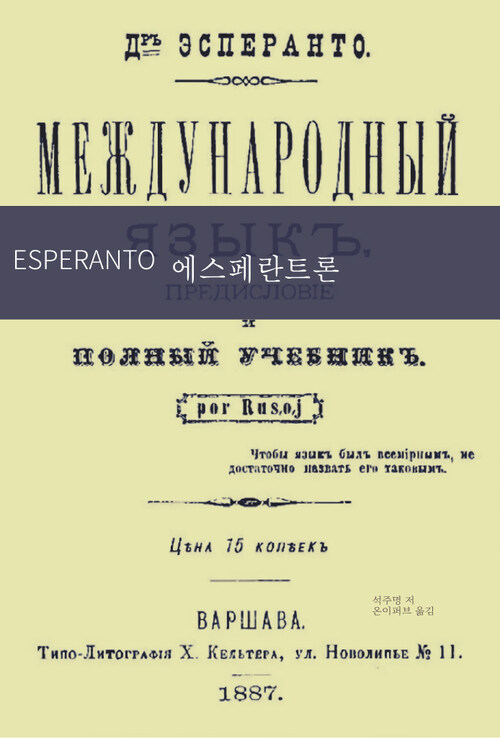 Дръ ЭСПЕРАНТО.
МЕЖДУНАРОДНЫЙ
ЯЗЫКЪ.
ESPERANTO 에스페란트론
ПРЕДИСЛОВІЕ
И
ПОЛНЫЙ УЧЕБНИКЪ.
por Rusoj
Чтобы языкъ былъ всемірнымъ, не
достаточно назвать его таковымъ.
Цѣна 15 копѣекъ
석주명 저
온이퍼브 옮김
ВАРШАВА.
Типо-Литографія Х. Кельтера, ул. Новолипье № 11.
1887.